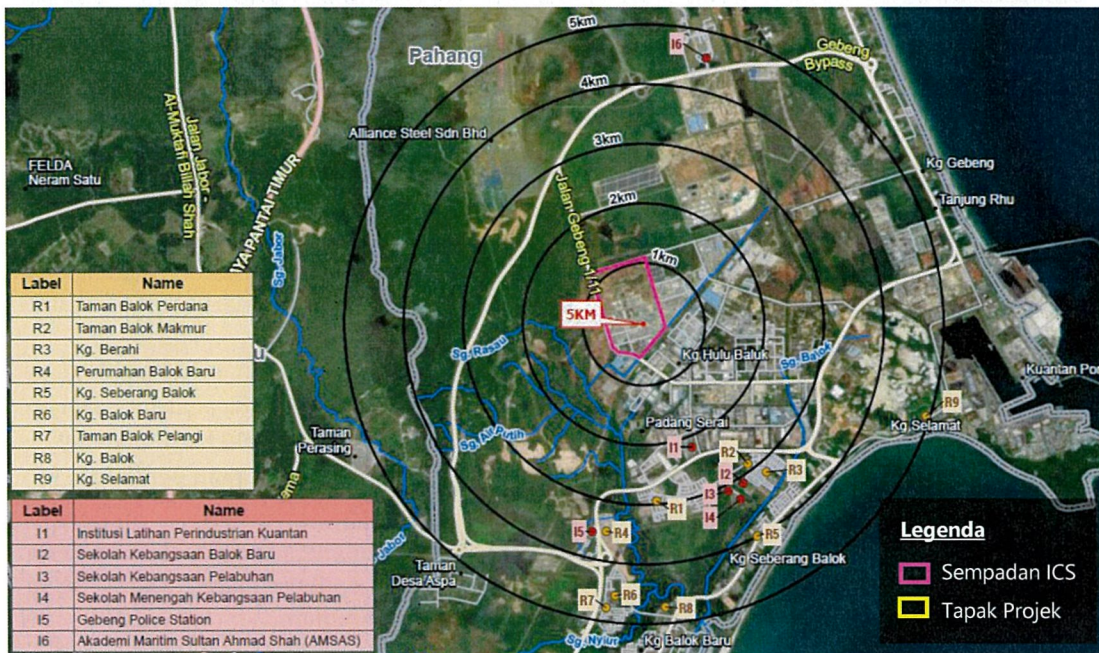 5km
I6
Gebeng
Bypass
Pahang
4km
Alliance Steel Sdn Bhd
3km
FELDA
Neram Satu
Jalan Jabor -
Al-Muktafi Billah Shah
Kg Gebeng
Tanjung Rhu
2km
Jalam Gebeng 1/11
Sg. Jabor
1km
5KM
Sg. Rasau
Kg Hulu Baluk
Sg. Balok
Sg. Air Putih
Padang Serai
Kg Selamat
R9
I1
R2
R3
I2
I3
I4
R1
I5
R4
R5
Kg Seberang Balok
Taman
Perasing
Taman
Desa Aspa
R7
R6
R8
Sg. Nyiur
Kg Balok Baru
Label Name
R1 Taman Balok Perdana
R2 Taman Balok Makmur
R3 Kg. Berahi
R4 Perumahan Balok Baru
R5 Kg. Seberang Balok
R6 Kg. Balok Baru
R7 Taman Balok Pelangi
R8 Kg. Balok
R9 Kg. Selamat
Label Name
I1 Institusi Latihan Perindustrian Kuantan
I2 Sekolah Kebangsaan Balok Baru
I3 Sekolah Kebangsaan Pelabuhan
I4 Sekolah Menengah Kebangsaan Pelabuhan
I5 Gebeng Police Station
I6 Akademi Maritim Sultan Ahmad Shah (AMSAS)
Legenda
Sempadan ICS
Tapak Projek